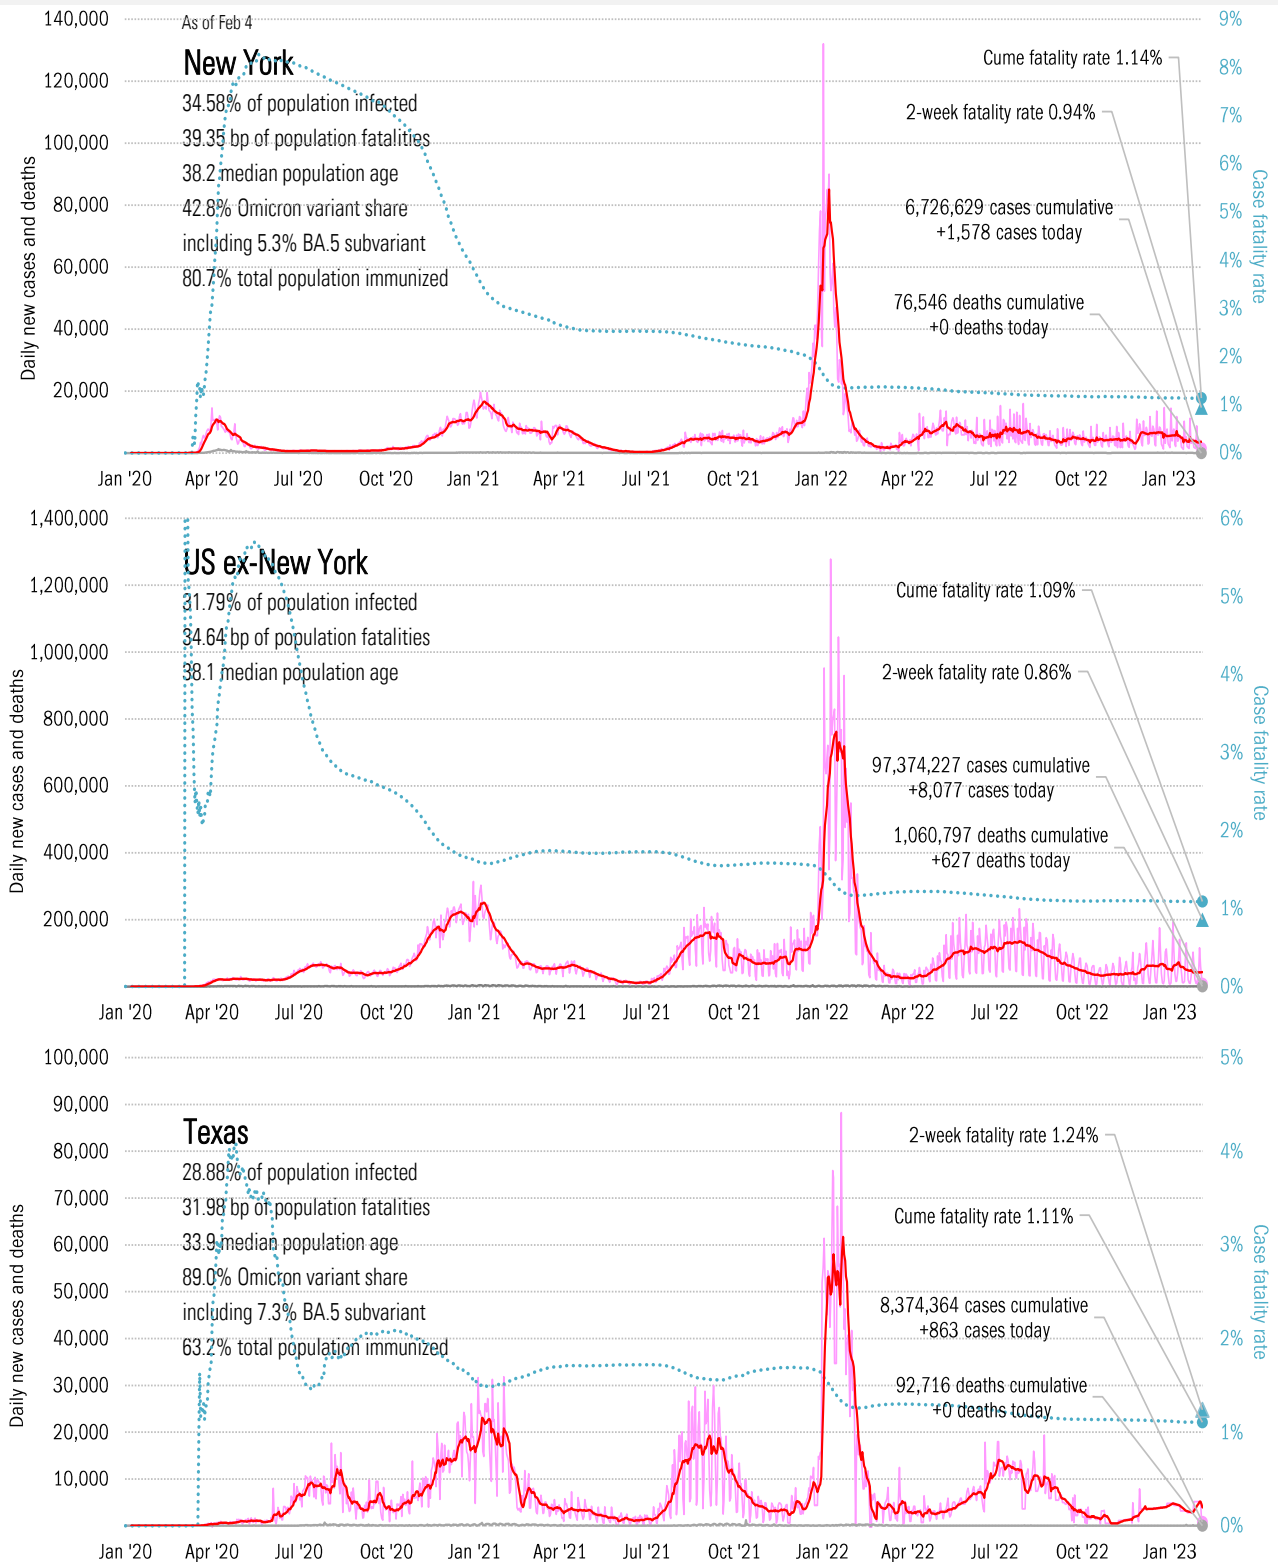 140,000
As of Feb 4
9%
New York
Cume fatality rate 1.14%
8%
120,000
34.58% of population infected
2-week fatality rate 0.94%
7%
100,000
39.35 bp of population fatalities
6%
38.2 median population age
80,000
42.8% Omicron variant share
6,726,629 cases cumulative
+1,578 cases today
5%
including 5.3% BA.5 subvariant
60,000
80.7% total population immunized
4%
76,546 deaths cumulative
+0 deaths today
3%
40,000
2%
20,000
1%
0%
Daily new cases and deaths
Case fatality rate
Jan '20 Apr '20 Jul '20 Oct '20 Jan '21 Apr '21 Jul '21 Oct '21 Jan '22 Apr '22 Jul '22 Oct '22 Jan '23
1,400,000
6%
US ex-New York
1,200,000
31.79% of population infected
Cume fatality rate 1.09%
5%
34.64 bp of population fatalities
1,000,000
38.1 median population age
2-week fatality rate 0.86%
4%
800,000
97,374,227 cases cumulative
+8,077 cases today
3%
600,000
1,060,797 deaths cumulative
+627 deaths today
2%
400,000
200,000
1%
0%
Daily new cases and deaths
Case fatality rate
Jan '20 Apr '20 Jul '20 Oct '20 Jan '21 Apr '21 Jul '21 Oct '21 Jan '22 Apr '22 Jul '22 Oct '22 Jan '23
100,000
5%
90,000
Texas
2-week fatality rate 1.24%
80,000
4%
28.88% of population infected
70,000
31.98 bp of population fatalities
Cume fatality rate 1.11%
60,000
33.9 median population age
3%
89.0% Omicron variant share
50,000
including 7.3% BA.5 subvariant
8,374,364 cases cumulative
+863 cases today
40,000
63.2% total population immunized
2%
30,000
92,716 deaths cumulative
+0 deaths today
20,000
1%
10,000
0%
Daily new cases and deaths
Case fatality rate
Jan '20 Apr '20 Jul '20 Oct '20 Jan '21 Apr '21 Jul '21 Oct '21 Jan '22 Apr '22 Jul '22 Oct '22 Jan '23